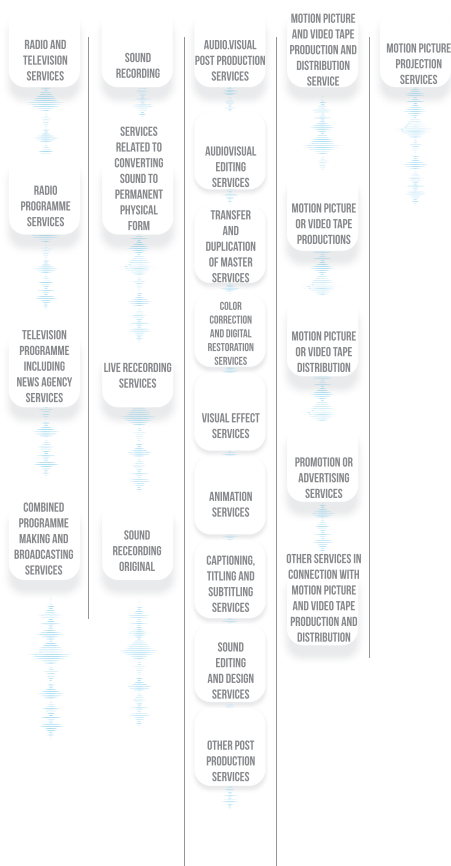 RADIO AND
TELEVISION
SERVICES
RADIO
PROGRAMME
SERVICES
TELEVISION
PROGRAMME
INCLUDING
NEWS AGENCY
SERVICES
COMBINED
PROGRAMME
MAKING AND
BROADCASTING
SERVICES
SOUND
RECORDING
SERVICES
RELATED TO
CONVERTING
SOUND TO
PERMANENT
PHYSICAL
FORM
LIVE RECEORDING
SERVICES
SOUND
RECEORDING
ORIGINAL
AUDIO.VISUAL
POST PRODUCTION
SERVICES
AUDIOVISUAL
EDITING
SERVICES
TRANSFER
AND
DUPLICATION
OF MASTER
SERVICES
COLOR
CORRECTION
AND DIGITAL
RESTORATION
SERVICES
VISUAL EFFECT
SERVICES
ANIMATION
SERVICES
CAPTIONING,
TITLING AND
SUBTITLING
SERVICES
SOUND
EDITING
AND DESIGN
SERVICES
OTHER POST
PRODUCTION
SERVICES
MOTION PICTURE
AND VIDEO TAPE
PRODUCTION AND
DISTRIBUTION
SERVICE
MOTION PICTURE
OR VIDEO TAPE
PRODUCTIONS
MOTION PICTURE
OR VIDEO TAPE
DISTRIBUTION
PROMOTION OR
ADVERTISING
SERVICES
OTHER SERVICES IN
CONNECTION WITH
MOTION PICTURE
AND VIDEO TAPE
PRODUCTION AND
DISTRIBUTION
MOTION PICTURE
PROJECTION
SERVICES